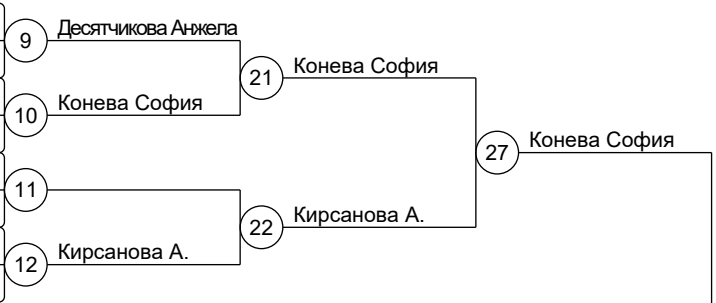 Десятчикова Анжела
9
Конева София
21
Конева София
10
Конева София
27
11
Кирсанова А.
22
Кирсанова А.
12